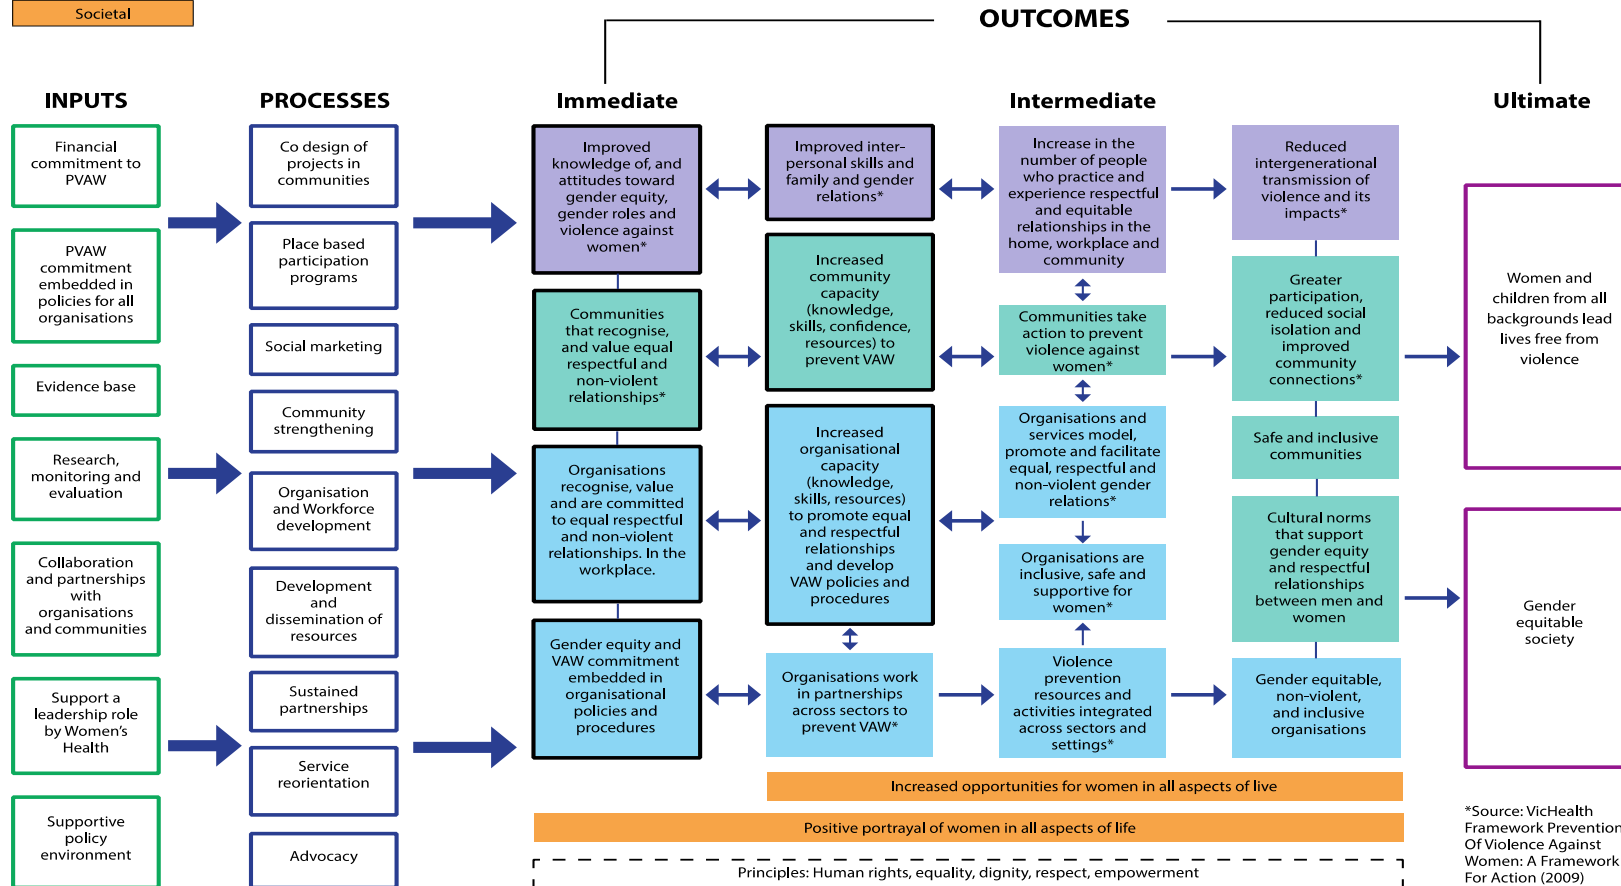 Societal
OUTCOMES
INPUTS
PROCESSES
Immediate
Intermediate
Ultimate
Financial
commitment to
PVAW
PVAW
commitment
embedded in
policies for all
organisations
Evidence base
Research,
monitoring and
evaluation
Collaboration
and partnerships
with
organisations
and communities
Support a
leadership role
by Women's
Health
Supportive
policy
environment
Co design of
projects in
communities
Place based
participation
programs
Social marketing
Community
strengthening
Organisation
and Workforce
development
Development
and
dissemination of
resources
Sustained
partnerships
Service
reorientation
Advocacy
Improved
knowledge of, and
attitudes toward
gender equity,
gender roles and
violence against
women*
Communities
that recognise,
and value equal
respectful and
non-violent
relationships*
Organisations
recognise, value
and are committed
to equal respectful
and non-violent
relationships. In the
workplace.
Gender equity and
VAW commitment
embedded in
organisational
policies and
procedures
Improved inter-
personal skills and
family and gender
relations*
Increased
community
capacity
(knowledge,
skills, confidence,
resources) to
prevent VAW
Increased
organisational
capacity
(knowledge,
skills, resources)
to promote equal
and respectful
relationships
and develop
VAW policies and
procedures
Organisations work
in partnerships
across sectors to
prevent VAW*
Increase in the
number of people
who practice and
experience respectful
and equitable
relationships in the
home, workplace and
community
Communities take
action to prevent
violence against
women*
Organisations and
services model,
promote and facilitate
equal, respectful and
non-violent gender
relations*
Organisations are
inclusive, safe and
supportive for
women*
Violence
prevention
resources and
activities integrated
across sectors and
settings*
Reduced
intergenerational
transmission of
violence and its
impacts*
Greater
participation,
reduced social
isolation and
improved
community
connections*
Safe and inclusive
communities
Cultural norms
that support
gender equity
and respectful
relationships
between men and
women
Gender equitable,
non-violent,
and inclusive
organisations
Women and
children from all
backgrounds lead
lives free from
violence
Gender
equitable
society
Increased opportunities for women in all aspects of live
Positive portrayal of women in all aspects of life
Principles: Human rights, equality, dignity, respect, empowerment
*Source: VicHealth
Framework Prevention
Of Violence Against
Women: A Framework
For Action (2009)